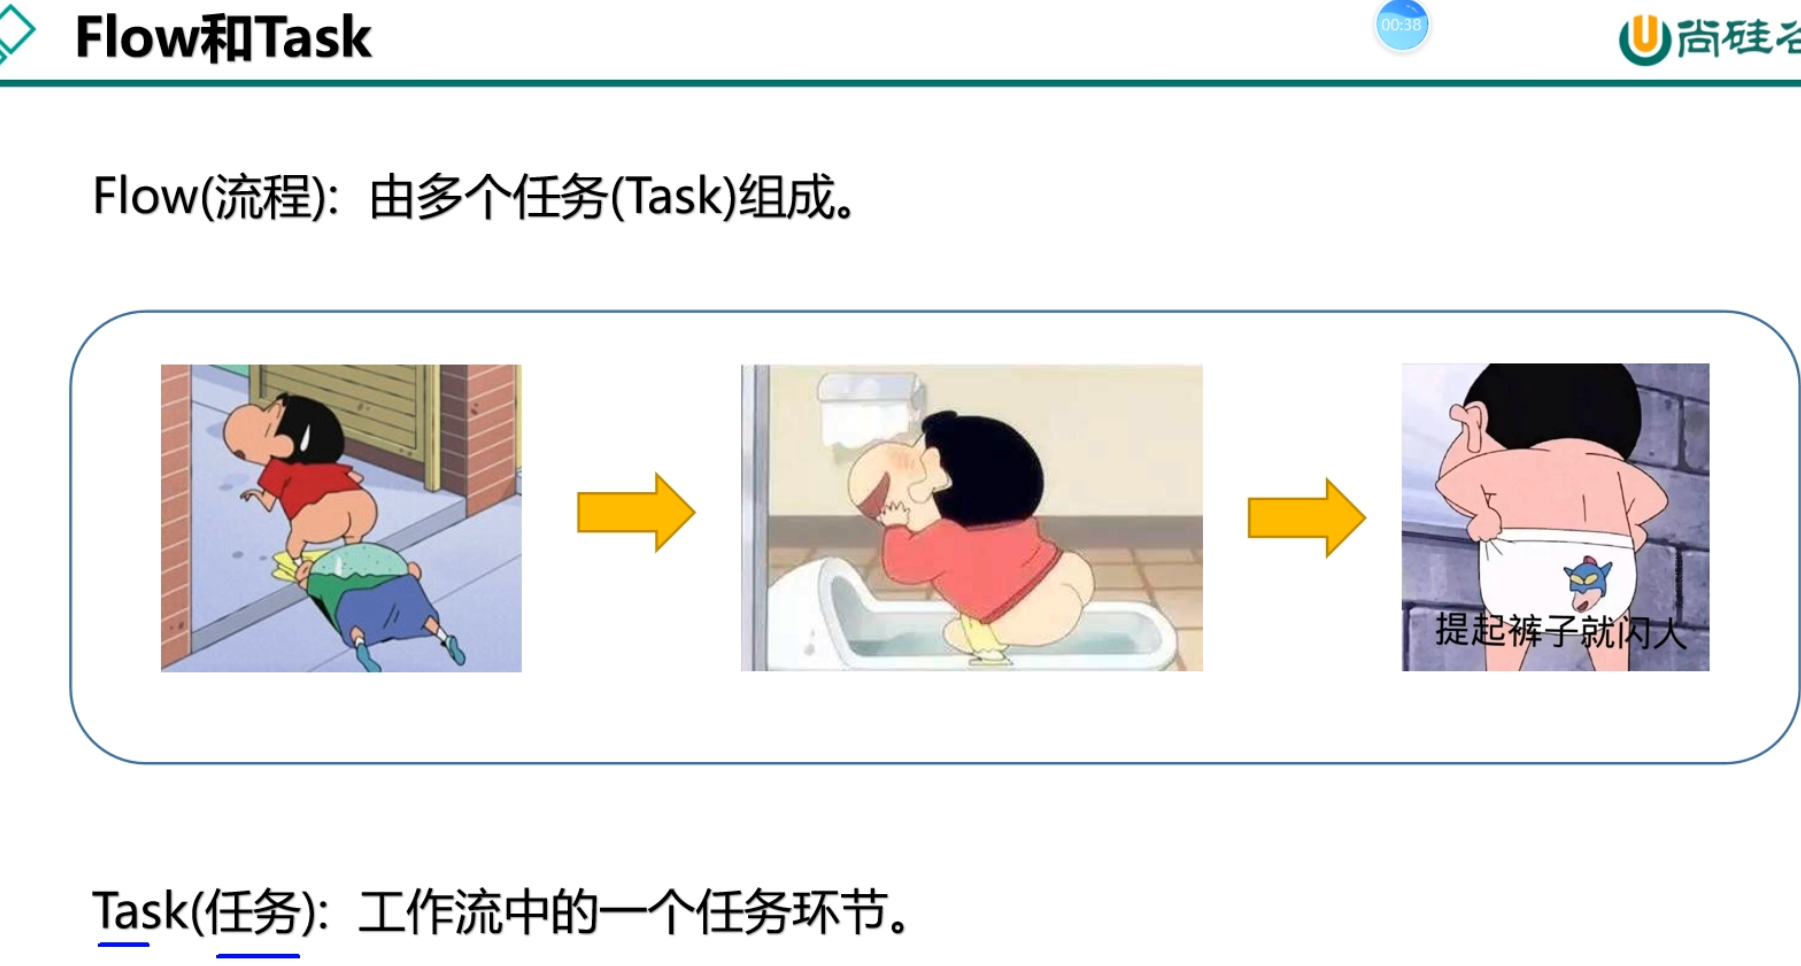 Flow和Task
00:38
尚硅谷
Flow(流程): 由多个任务(Task)组成。
提起裤子就闪人
Task(任务): 工作流中的一个任务环节。